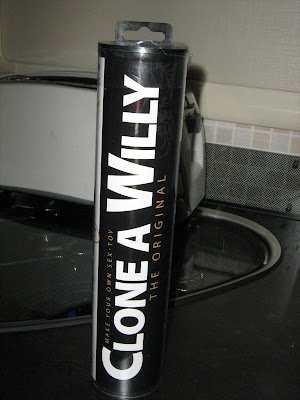 MAKE YOUR OWN SEX-TOY
CLONE A WILLY
THE ORIGINAL